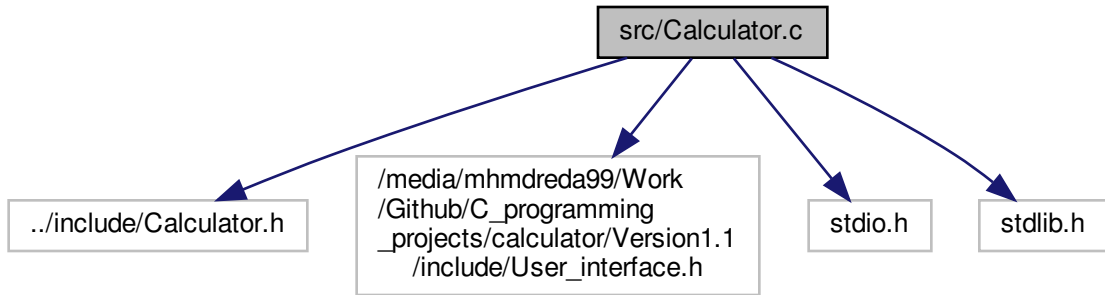 src/Calculator.c
../include/Calculator.h
/media/mhmdreda99/Work
/Github/C_programming
_projects/calculator/Version1.1
/include/User_interface.h
stdio.h
stdlib.h